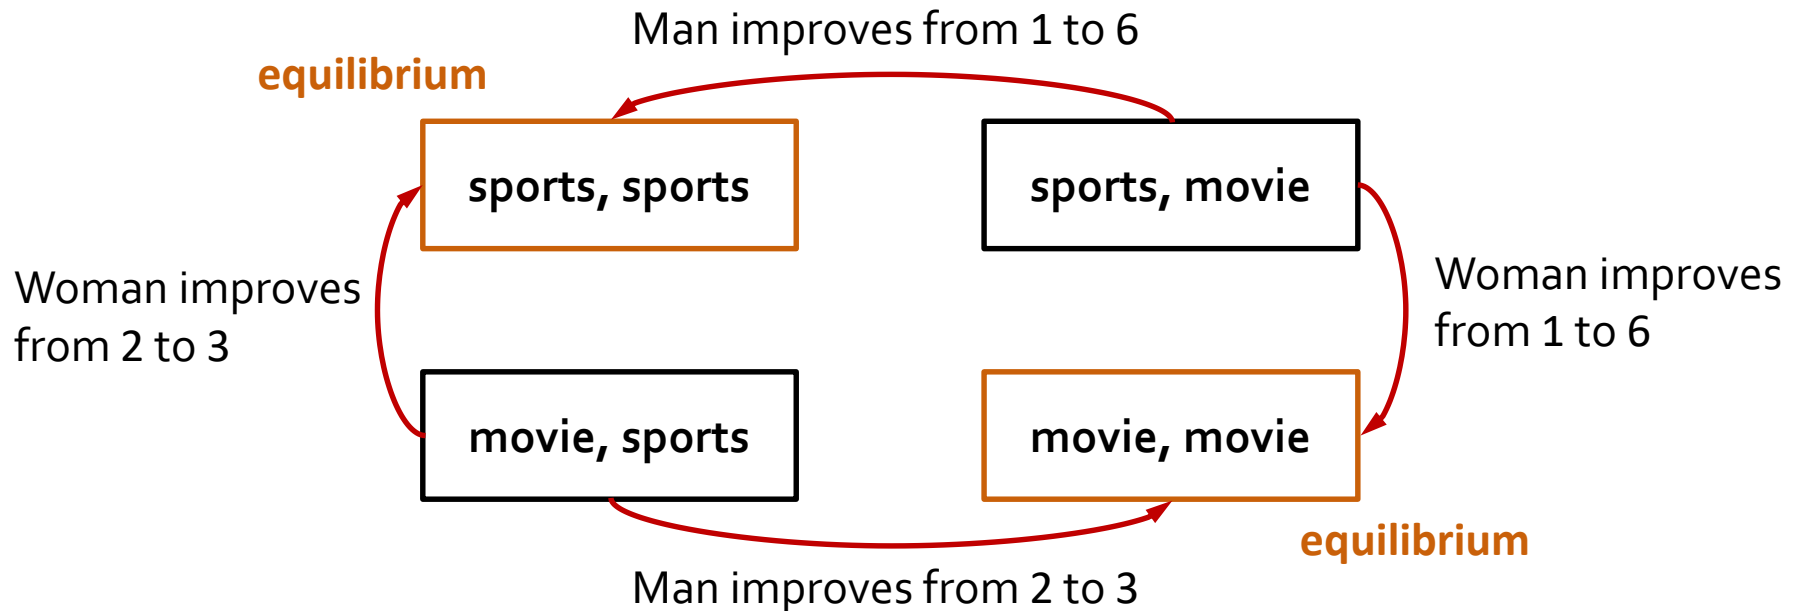 Man improves from 1 to 6
equilibrium
sports, sports
sports, movie
Woman improves
from 2 to 3
Woman improves
from 1 to 6
movie, sports
movie, movie
equilibrium
Man improves from 2 to 3